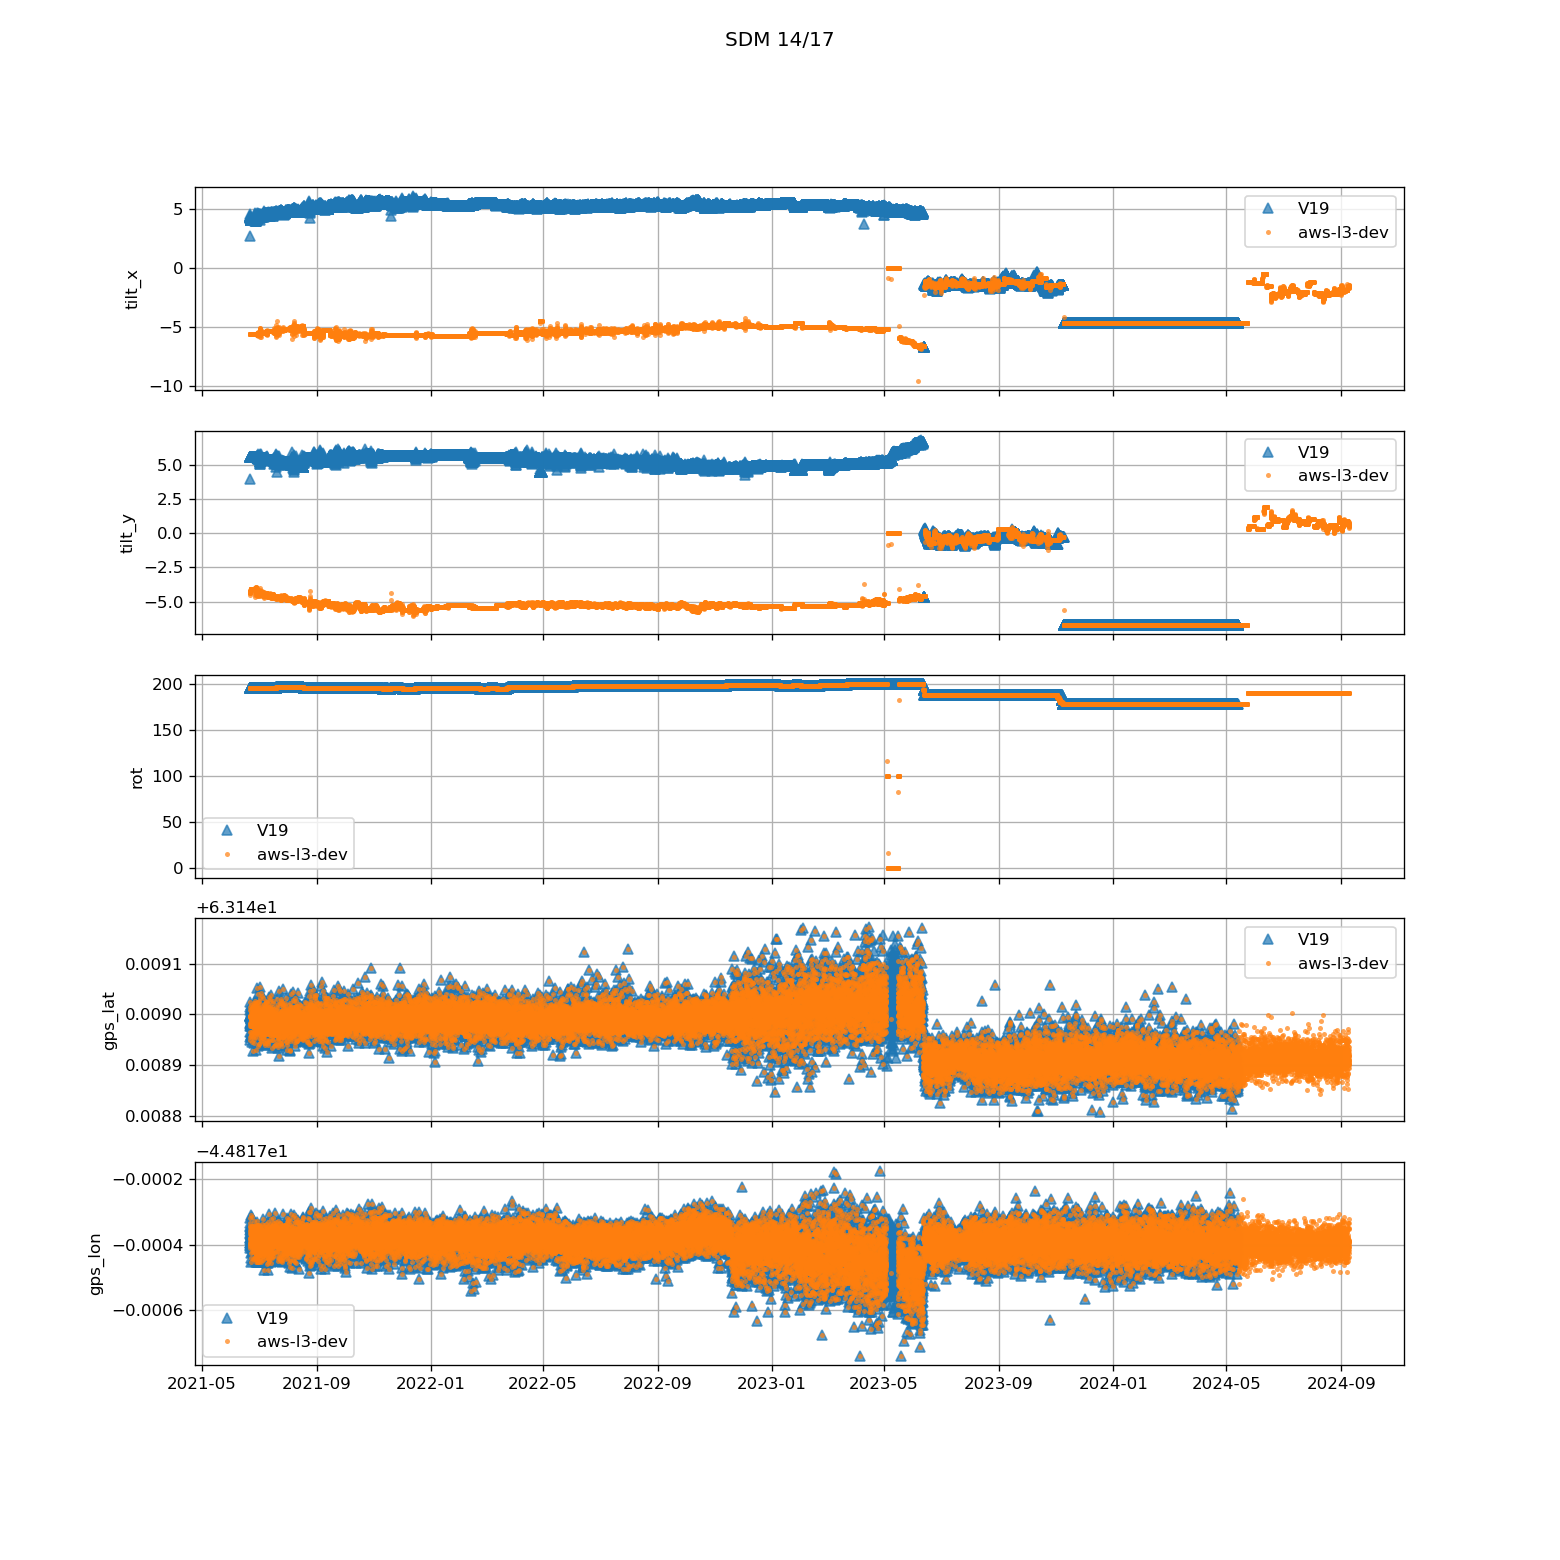 SDM 14/17
5
0
−5
−10
tilt_x
V19
aws-l3-dev
5.0
2.5
0.0
−2.5
−5.0
tilt_y
V19
aws-l3-dev
200
150
100
50
0
rot
V19
aws-l3-dev
+6.314e1
0.0091
0.0090
0.0089
0.0088
gps_lat
V19
aws-l3-dev
−4.4817e1
−0.0002
−0.0004
−0.0006
gps_lon
V19
aws-l3-dev
2021-05 2021-09 2022-01 2022-05 2022-09 2023-01 2023-05 2023-09 2024-01 2024-05 2024-09